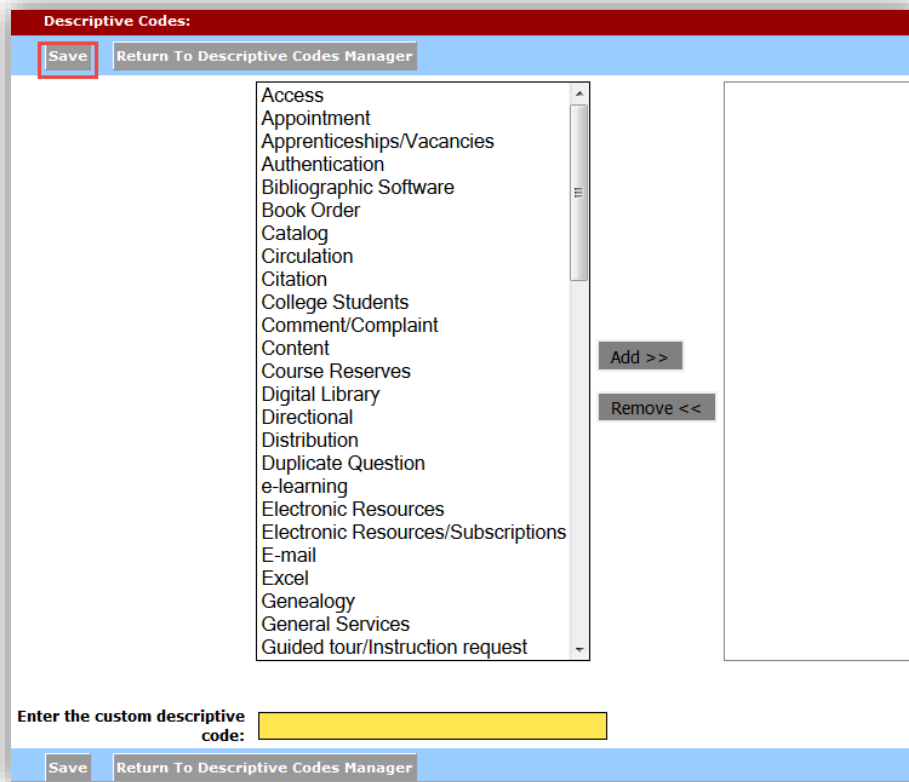 Descriptive Codes:
Save Return To Descriptive Codes Manager
Access
Appointment
Apprenticeships/Vacancies
Authentication
Bibliographic Software
Book Order
Catalog
Circulation
Citation
College Students
Comment/Complaint
Content
Course Reserves
Digital Library
Directional
Distribution
Duplicate Question
e-learning
Electronic Resources
Electronic Resources/Subscriptions
E-mail
Excel
Genealogy
General Services
Guided tour/Instruction request
Add >>
Remove <<
Enter the custom descriptive
code:
Save Return To Descriptive Codes Manager